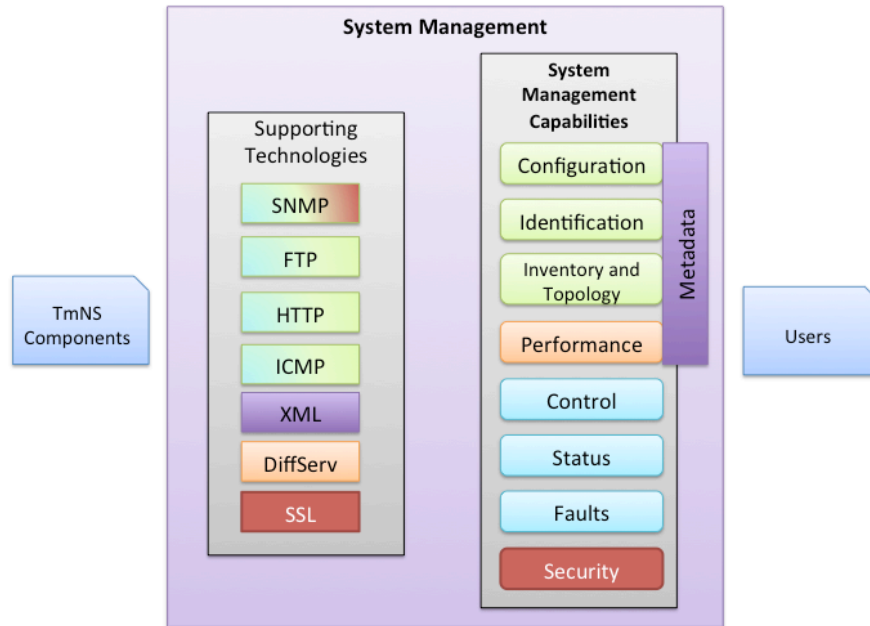 System Management
System
Management
Capabilities
Supporting
Technologies
SNMP
FTP
HTTP
ICMP
XML
DiffServ
SSL
Configuration
Identification
Inventory and
Topology
Performance
Control
Status
Faults
Security
Metadata
TmNS
Components
Users